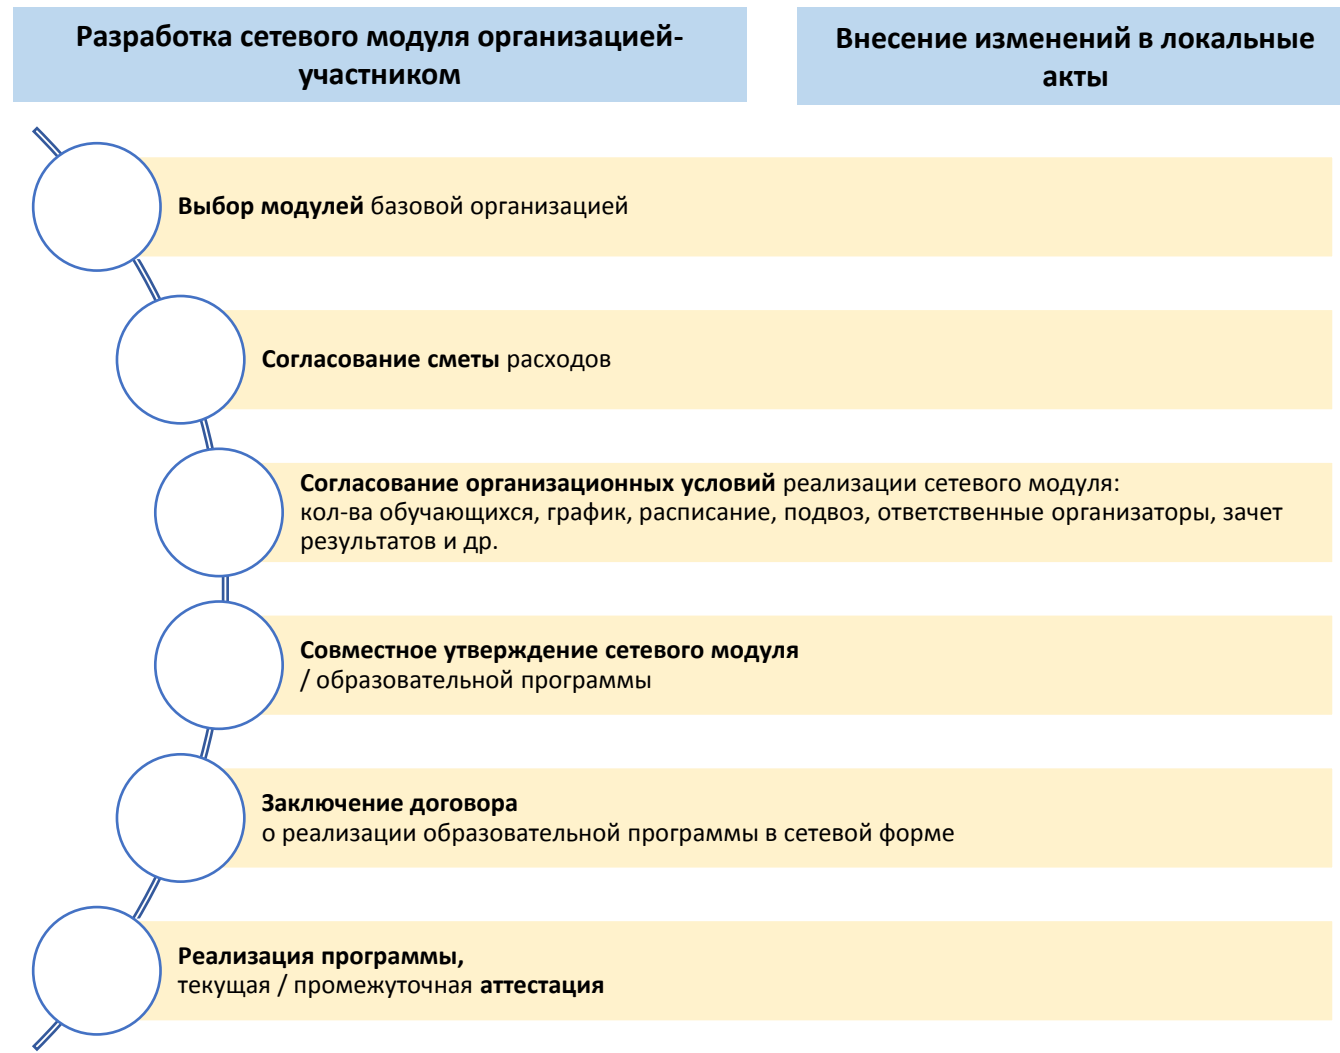 Разработка сетевого модуля организацией-
участником
Внесение изменений в локальные
акты
Выбор модулей базовой организацией
Согласование сметы расходов
Согласование организационных условий реализации сетевого модуля:
кол-ва обучающихся, график, расписание, подвоз, ответственные организаторы, зачет
результатов и др.
Совместное утверждение сетевого модуля
/ образовательной программы
Заключение договора
о реализации образовательной программы в сетевой форме
Реализация программы,
текущая / промежуточная аттестация